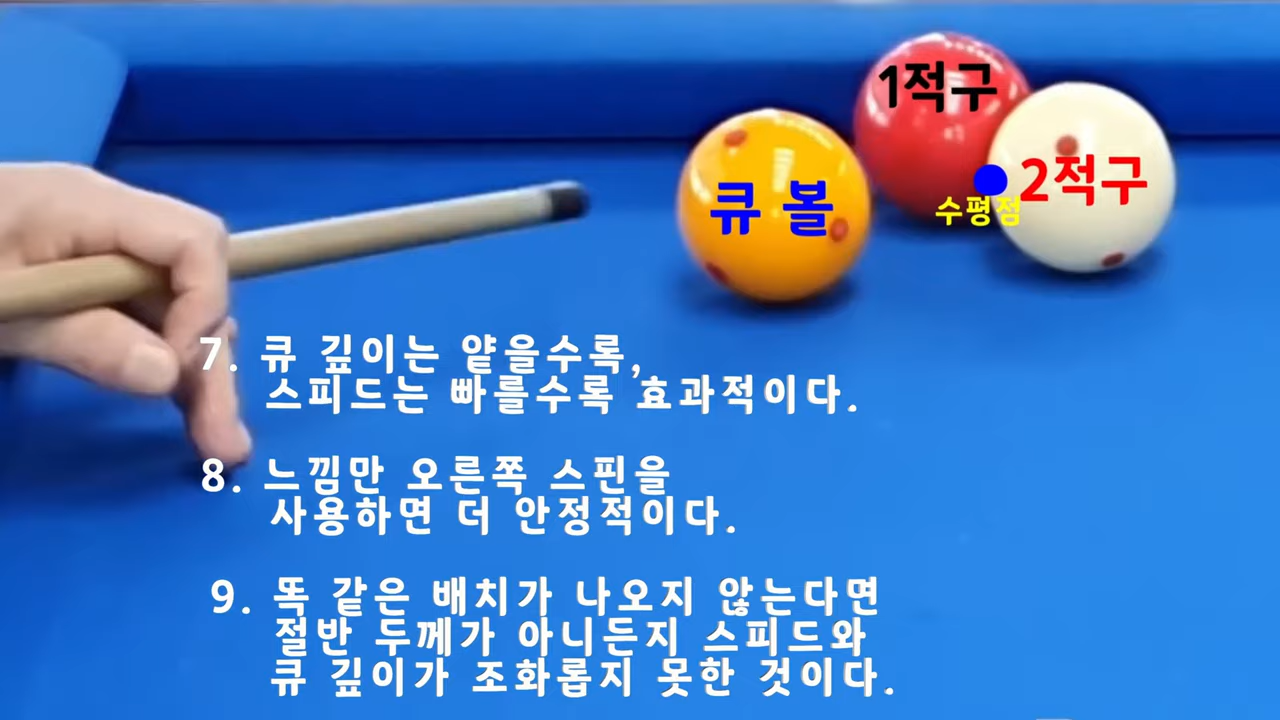 1적구
큐 볼
2적구
수평점
7. 큐 깊이는 얕을수록,
스피드는 빠를수록 효과적이다.
8. 느낌만 오른쪽 스핀을
사용하면 더 안정적이다.
9. 똑 같은 배치가 나오지 않는다면
절반 두께가 아니든지 스피드와
큐 깊이가 조화롭지 못한 것이다.